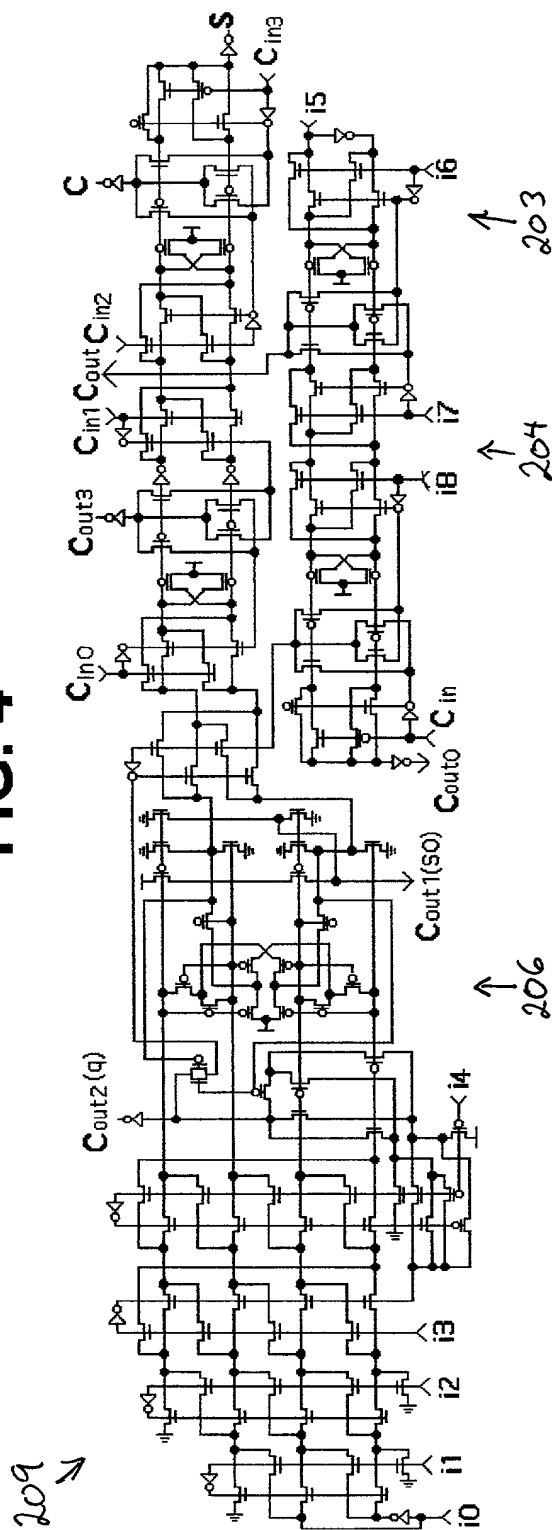 FIG. 4
209
i0
i1
i2
i3
i4
Cout2(q)
206
Cout1(s0)
Cin0
Cout3
Cin1
Cout
Cin2
C
Cin3
S
Cout0
Cin
i8
i7
204
i6
i5
203